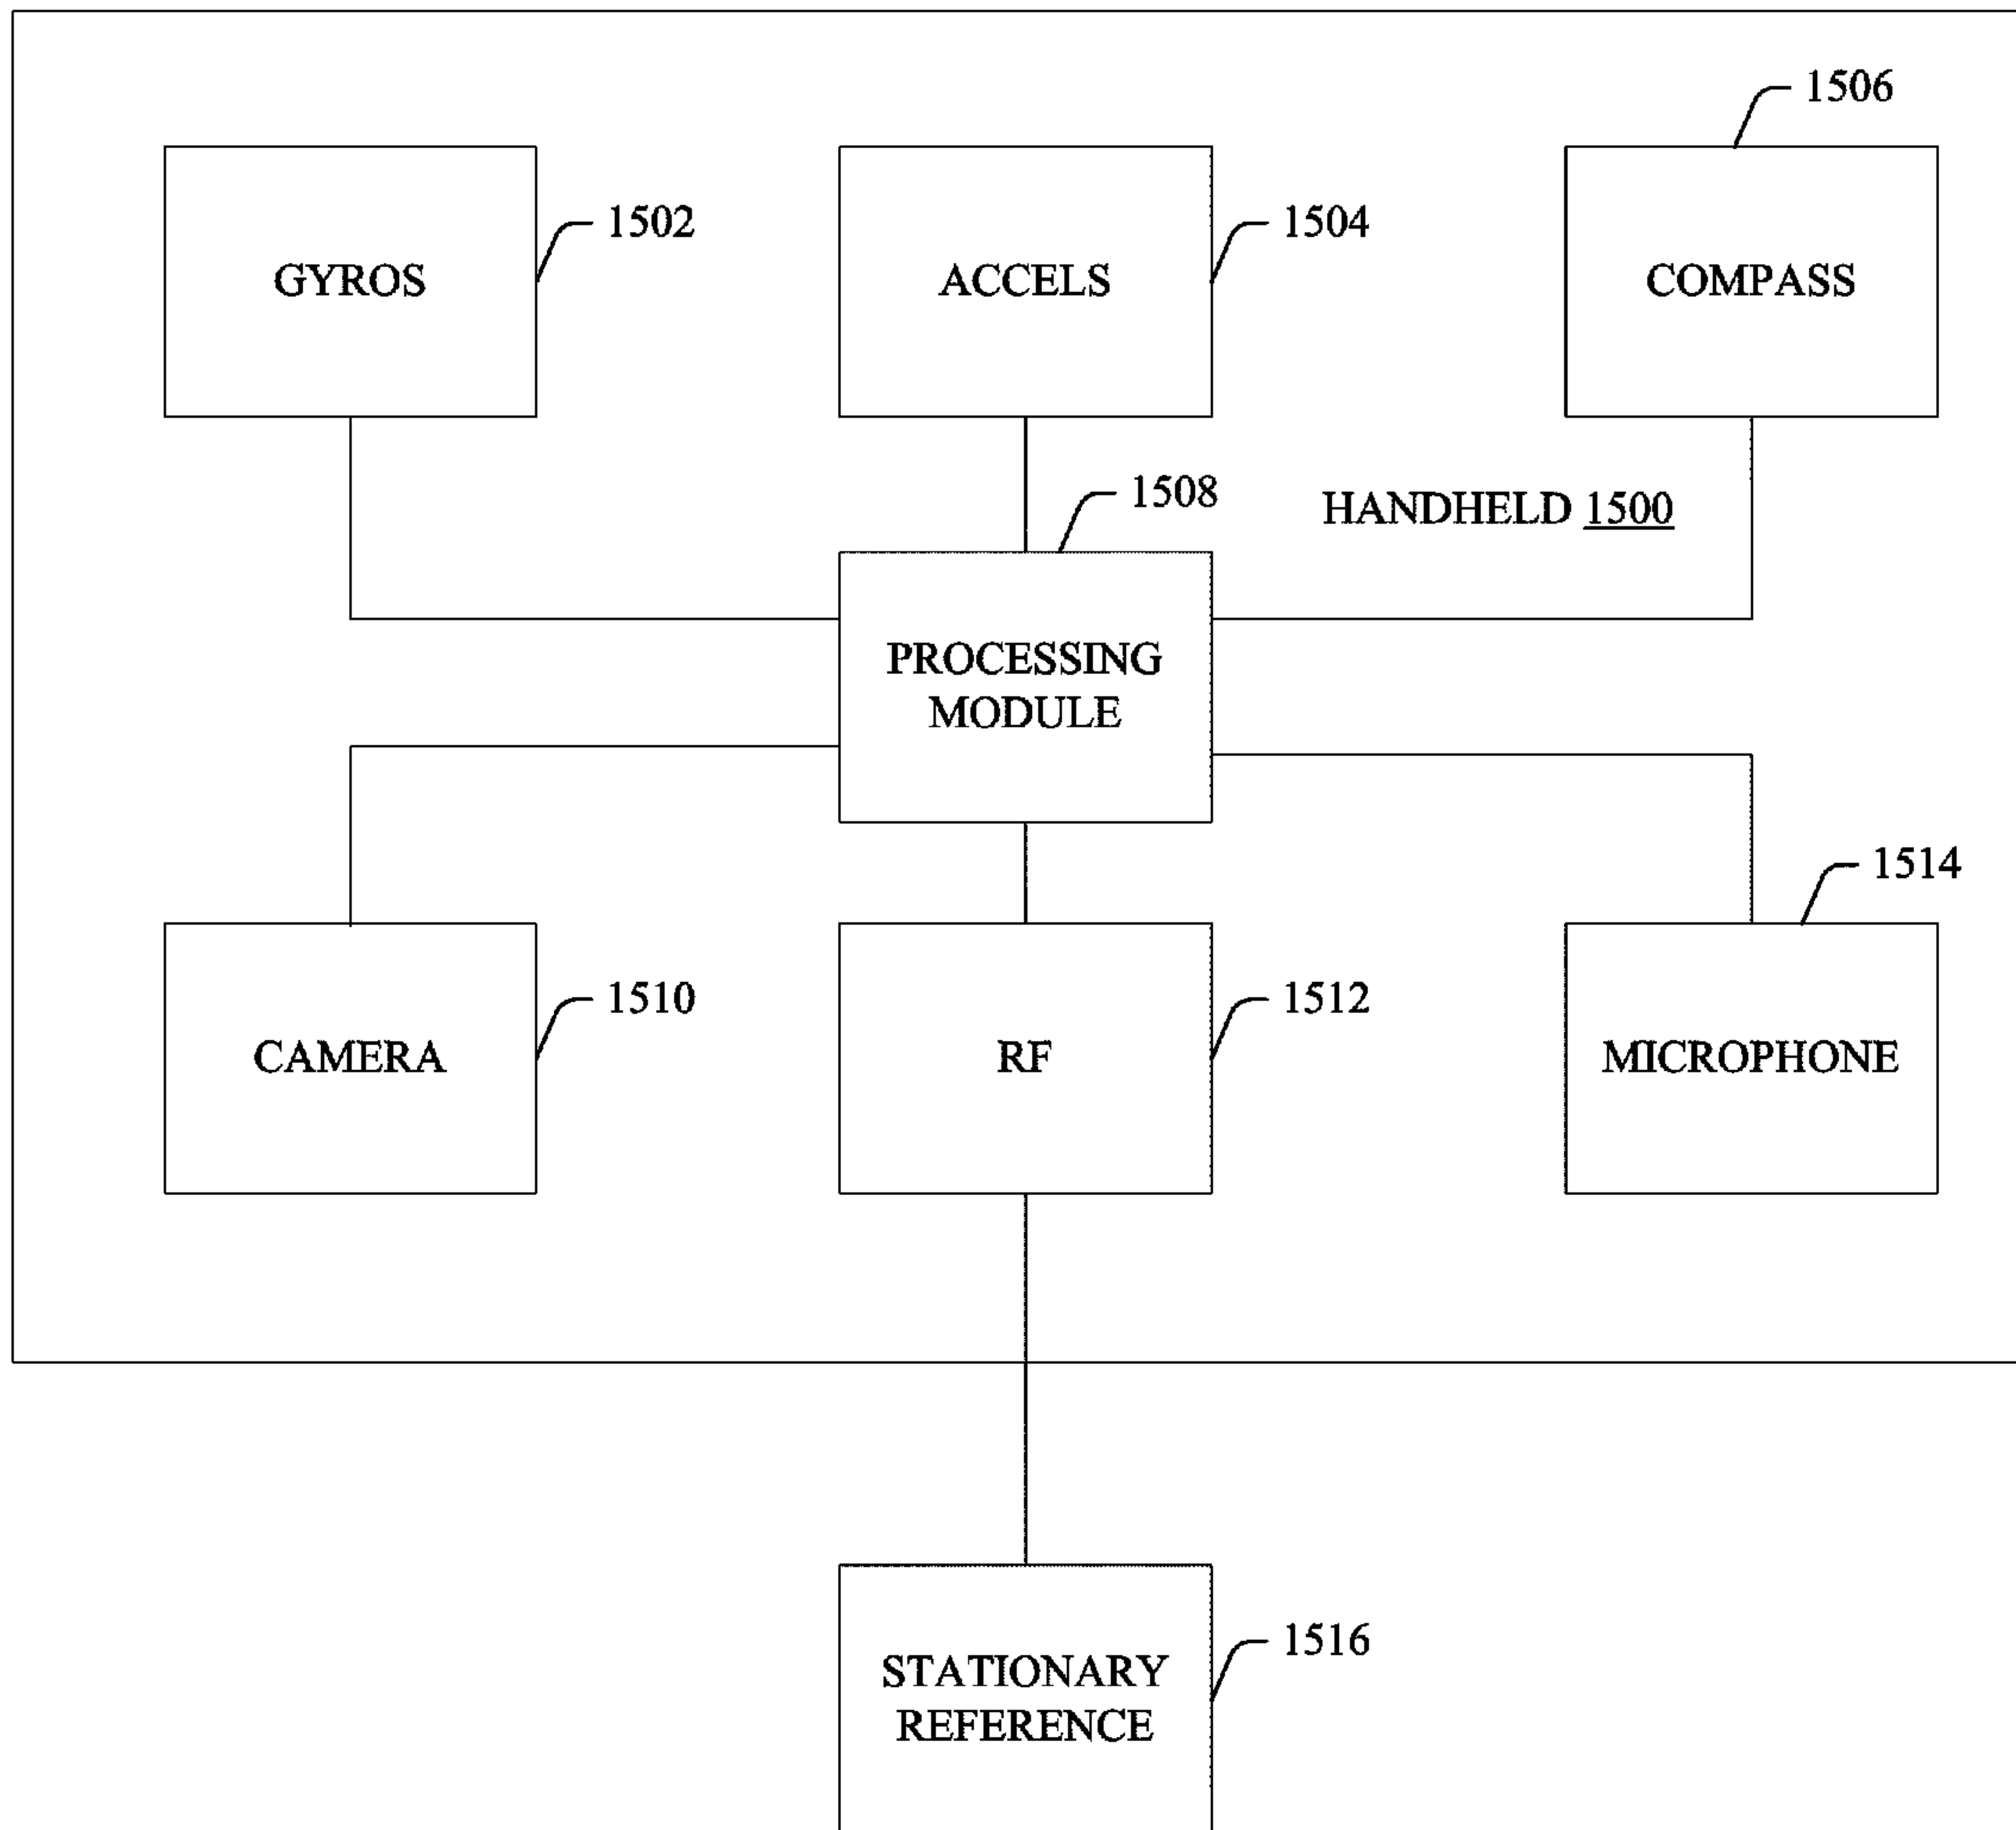 1506
1502
1504
GYROS
ACCELS
COMPASS
1508
HANDHELD 1500
PROCESSING
MODULE
1514
1510
1512
CAMERA
RF
MICROPHONE
1516
STATIONARY
REFERENCE